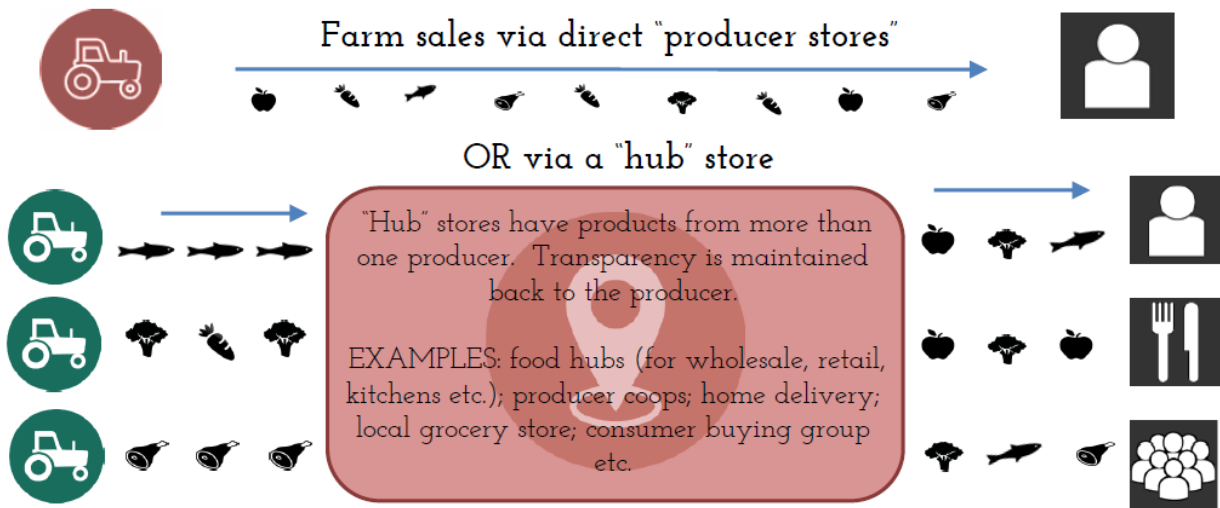 Farm sales via direct “producer stores”
OR via a “hub” store
“Hub” stores have products from more than
one producer. Transparency is maintained
back to the producer.
EXAMPLES: food hubs (for wholesale, retail,
kitchens etc.); producer coops; home delivery;
local grocery store; consumer buying group
etc.